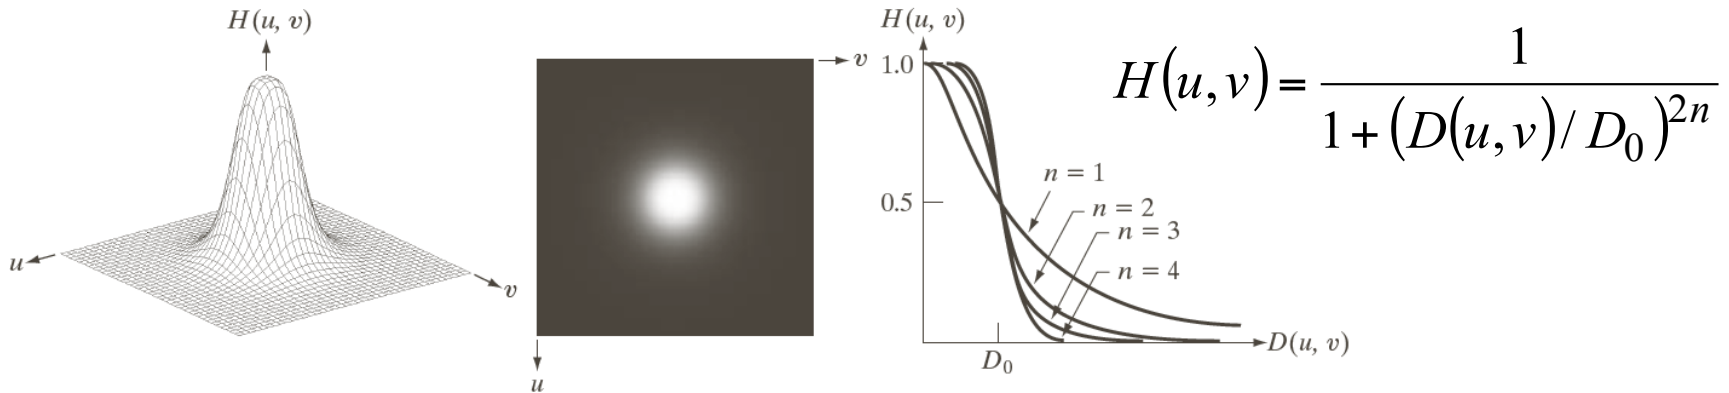 H(u, v)
u
v
v
u
H(u, v)
1.0
0.5
n = 1
n = 2
n = 3
n = 4
D₀
D(u, v)
H(u,v) = 1 / (1 + (D(u,v)/D₀)²ⁿ)